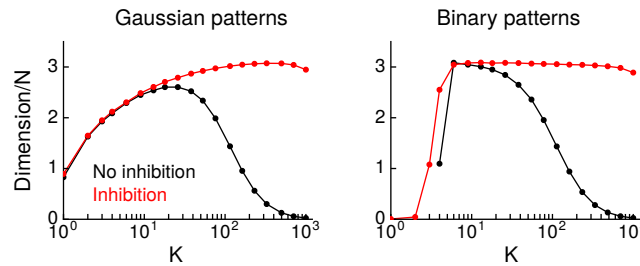 Gaussian patterns
Binary patterns
Dimension/N
3
2
1
0
No inhibition
Inhibition
10^0
10^1
10^2
10^3
K
3
2
1
0
10^0
10^1
10^2
10
K